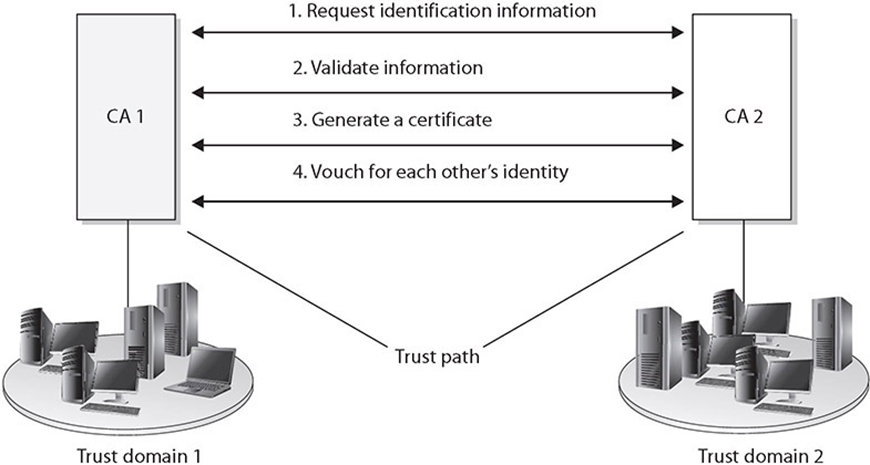 1. Request identification information
2. Validate information
CA 1
CA 2
3. Generate a certificate
4. Vouch for each other’s identity
Trust path
Trust domain 1
Trust domain 2